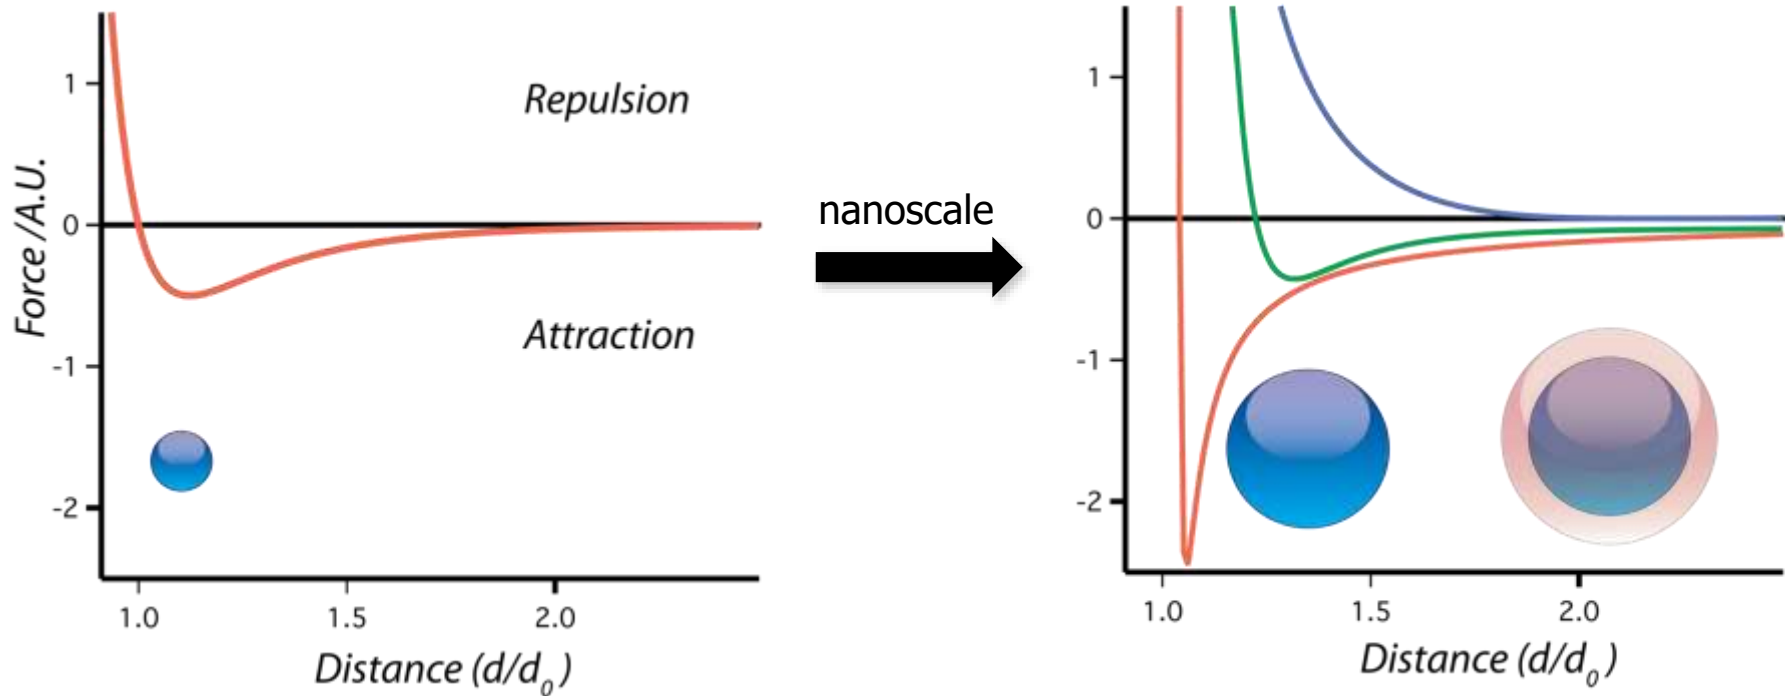 Force /A.U.
1
0
-1
-2
Repulsion
Attraction
1.0 1.5 2.0
Distance (d/d₀)
nanoscale
1
0
-1
-2
1.0 1.5 2.0
Distance (d/d₀)